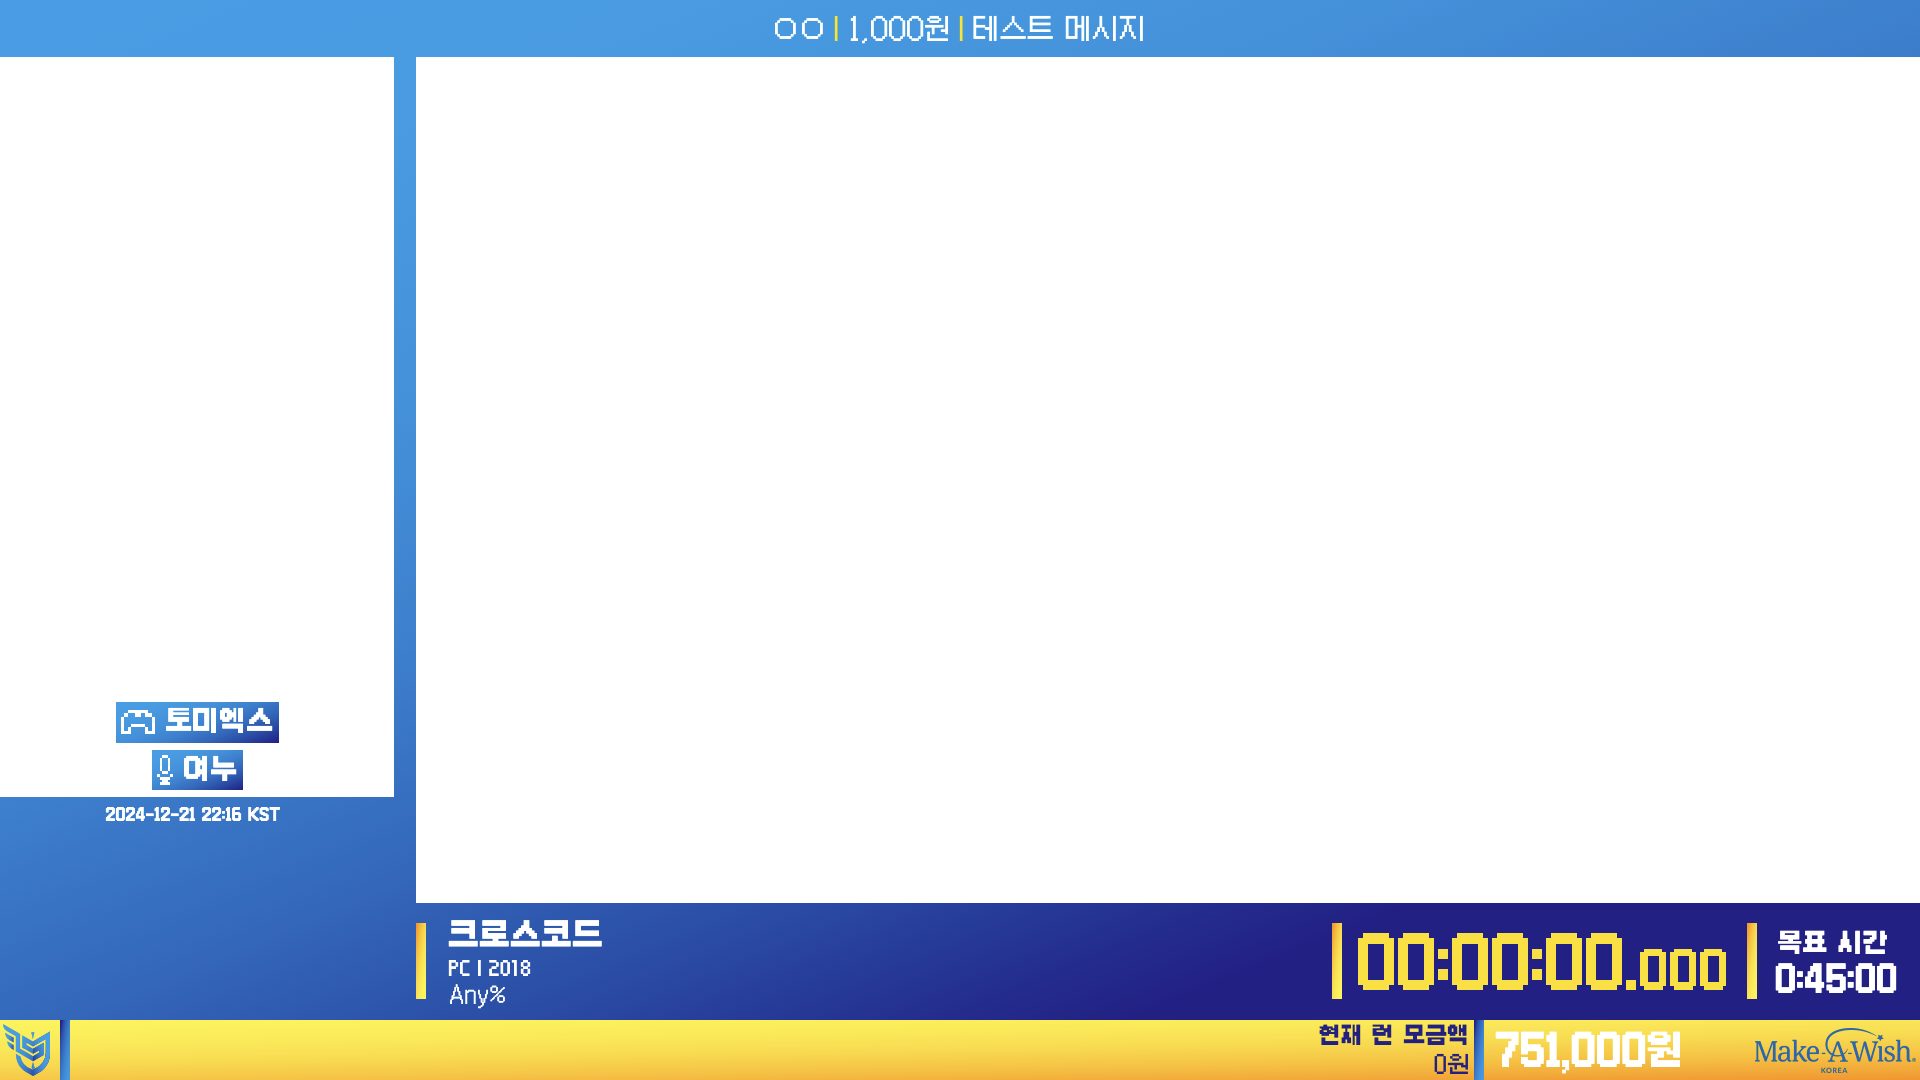 ○○ | 1,000원 | 테스트 메시지
토미엑스
여누
2024-12-21 22:16 KST
크로스코드
PC | 2018
Any%
00:00:00.000
목표 시간
0:45:00
현재 런 모금액
0원
751,000원
Make-A-Wish.
KOREA